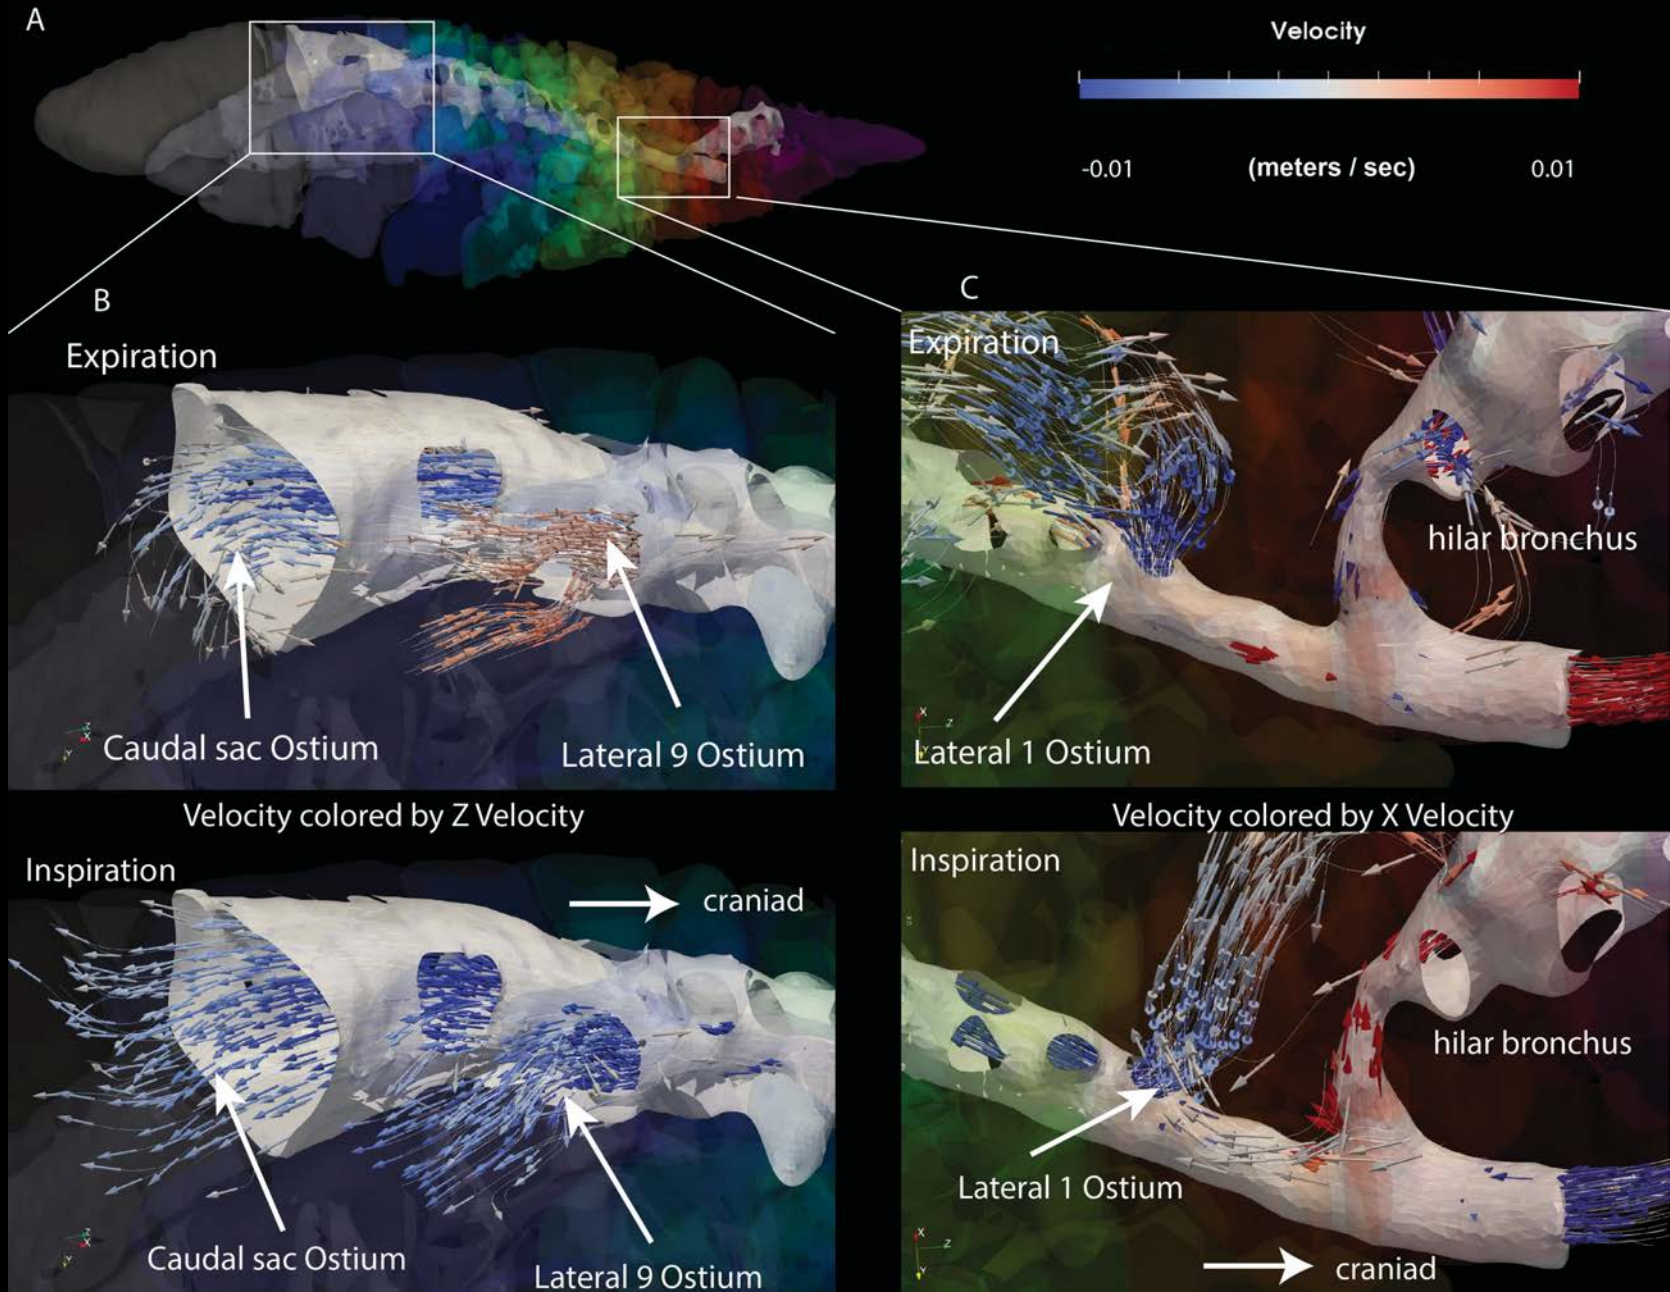 A
Velocity
-0.01 (meters / sec) 0.01
B
C
Expiration
Expiration
hilar bronchus
Caudal sac Ostium
Lateral 9 Ostium
Lateral 1 Ostium
Velocity colored by Z Velocity
Velocity colored by X Velocity
Inspiration
craniad
Inspiration
hilar bronchus
Lateral 1 Ostium
Caudal sac Ostium
Lateral 9 Ostium
craniad